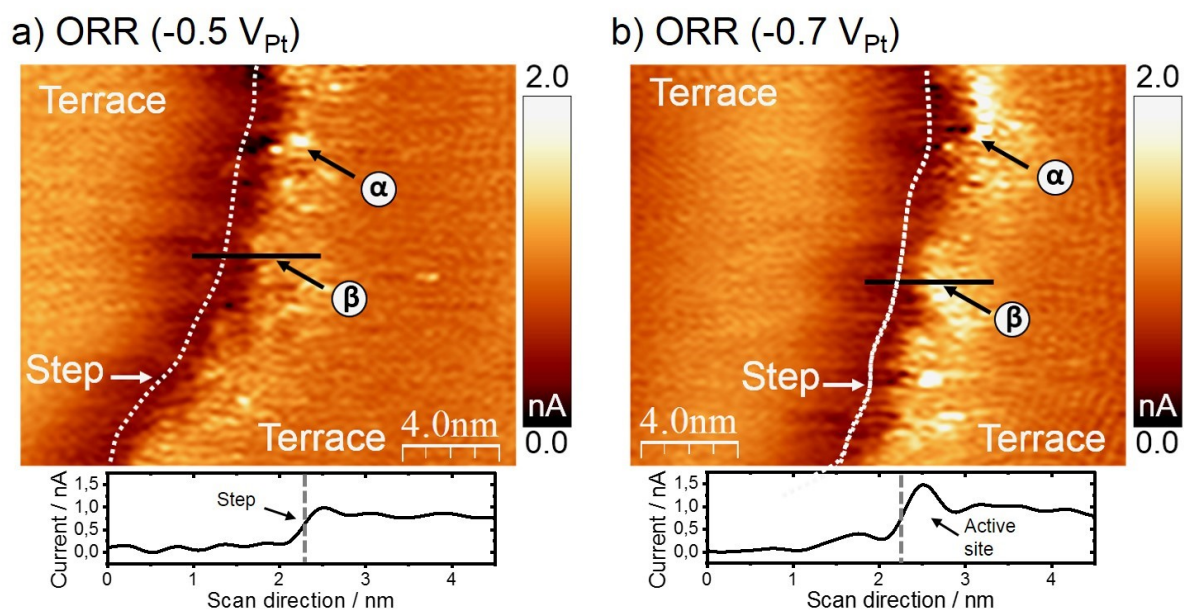 a) ORR (-0.5 VPt)
Terrace
α
β
Step
Terrace
4.0nm
2.0
nA
0.0
Current / nA
1,5
1,0
0,5
0,0
Step
0 1 2 3 4
Scan direction / nm
b) ORR (-0.7 VPt)
Terrace
α
β
Step
Terrace
4.0nm
2.0
nA
0.0
Current / nA
1,5
1,0
0,5
0,0
Active
site
0 1 2 3 4
Scan direction / nm